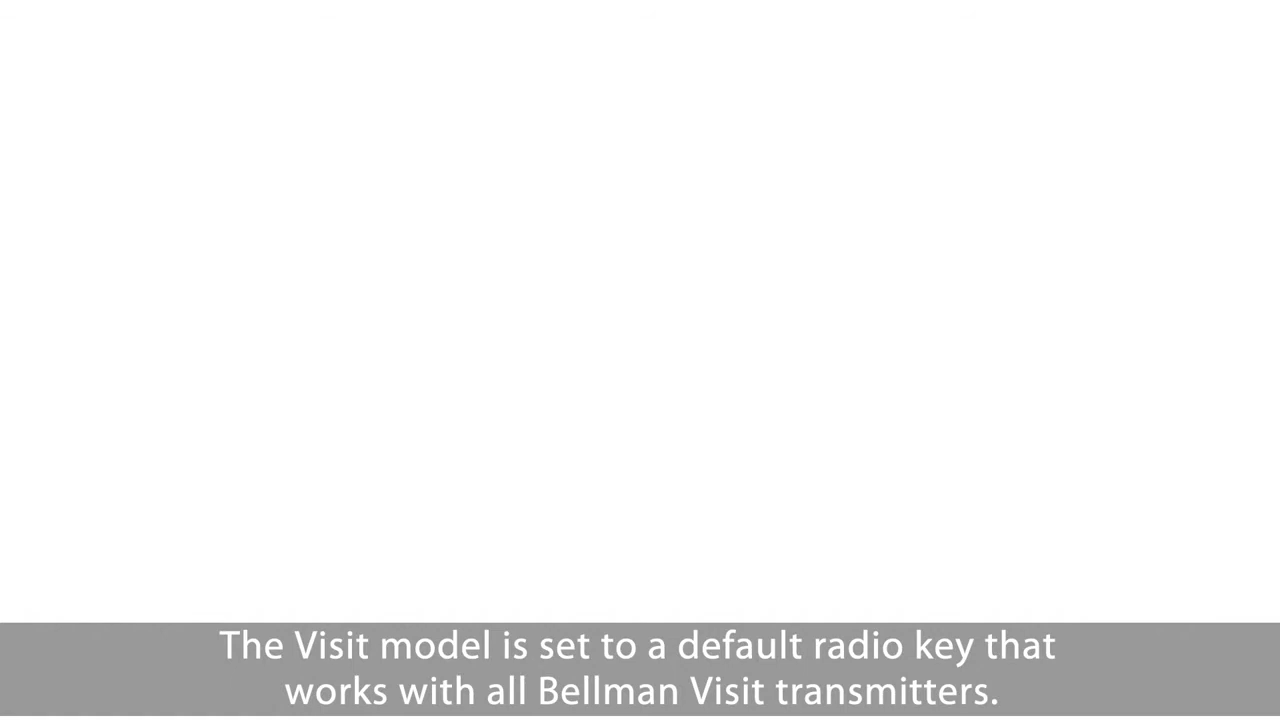 The Visit model is set to a default radio key that
works with all Bellman Visit transmitters.